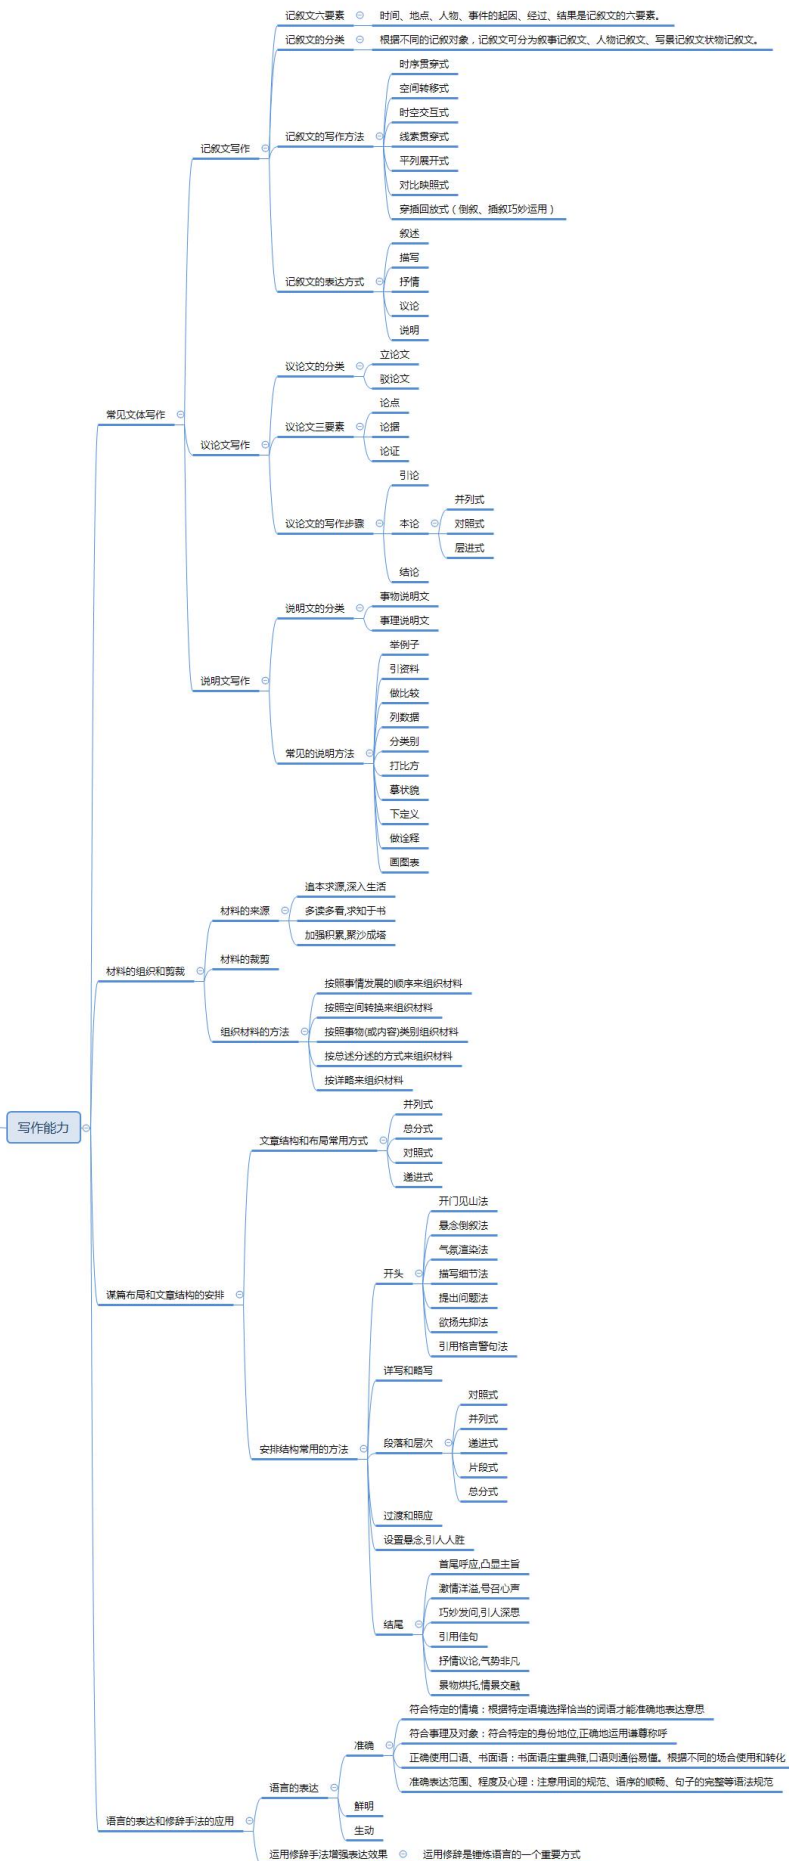 写作能力
常见文体写作
记叙文写作
记叙文六要素
时间、地点、人物、事件的起因、经过、结果是记叙文的六要素。
记叙文的分类
根据不同的记叙对象，记叙文可分为叙事记叙文、人物记叙文、写景记叙文状物记叙文。
记叙文的写作方法
时序贯穿式
空间转移式
时空交互式
线索贯穿式
平列展开式
对比映照式
穿插回放式（倒叙、插叙巧妙运用）
记叙文的表达方式
叙述
描写
抒情
议论
说明
议论文写作
议论文的分类
立论文
驳论文
议论文三要素
论点
论据
论证
议论文的写作步骤
引论
本论
并列式
对照式
层进式
结论
说明文写作
说明文的分类
事物说明文
事理说明文
常见的说明方法
举例子
引资料
做比较
列数据
分类别
打比方
摹状貌
下定义
做诠释
画图表
材料的组织和剪裁
材料的来源
追本求源,深入生活
多读多看,求知于书
加强积累,聚沙成塔
材料的裁剪
组织材料的方法
按照事情发展的顺序来组织材料
按照空间转换来组织材料
按照事物(或内容)类别组织材料
按总述分述的方式来组织材料
按详略来组织材料
谋篇布局和文章结构的安排
文章结构和布局常用方式
并列式
总分式
对照式
递进式
安排结构常用的方法
开头
开门见山法
悬念倒叙法
气氛渲染法
描写细节法
提出问题法
欲扬先抑法
引用格言警句法
详写和略写
段落和层次
对照式
并列式
递进式
片段式
总分式
过渡和照应
设置悬念,引人人胜
结尾
首尾呼应,凸显主旨
激情洋溢,号召心声
巧妙发问,引人深思
引用佳句
抒情议论,气势非凡
景物烘托,情景交融
语言的表达和修辞手法的应用
语言的表达
准确
符合特定的情境：根据特定语境选择恰当的词语才能准确地表达意思
符合事理及对象：符合特定的身份地位,正确地运用谦尊称呼
正确使用口语、书面语：书面语庄重典雅,口语则通俗易懂。根据不同的场合使用和转化
准确表达范围、程度及心理：注意用词的规范、语序的顺畅、句子的完整等语法规范
鲜明
生动
运用修辞手法增强表达效果
运用修辞是锤炼语言的一个重要方式